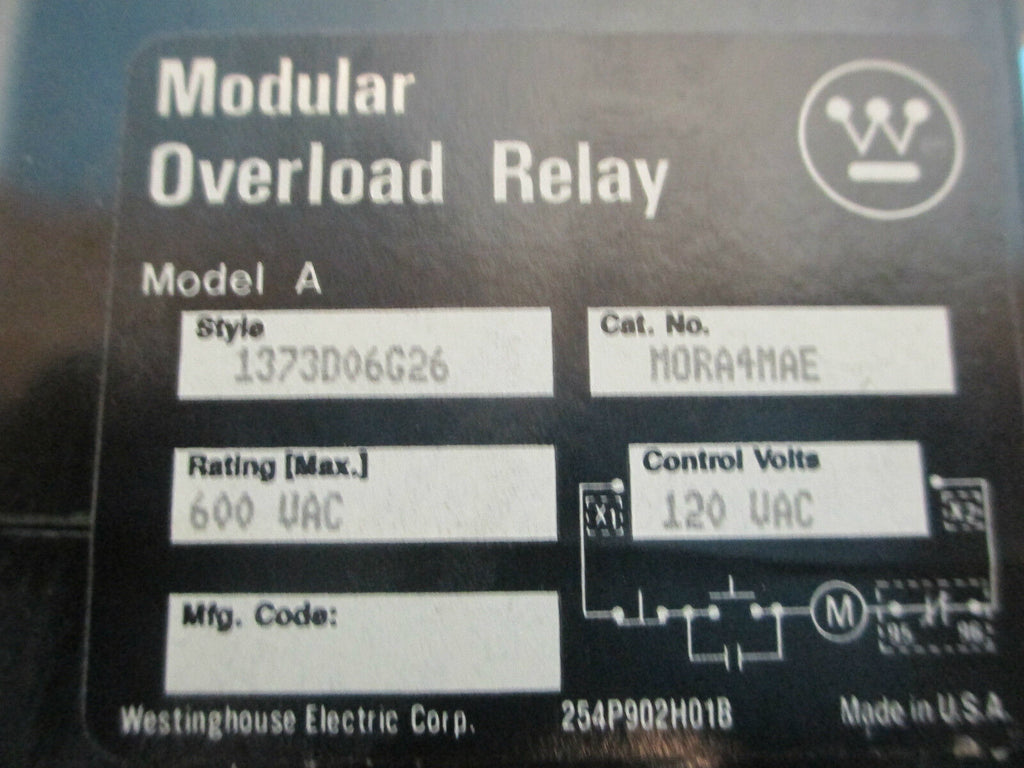 Modular
Overload Relay
Model A
Style
1373D06G26
Cat. No.
MORA4MAE
Rating [Max.]
600 VAC
Control Volts
120 VAC
X1
X2
Mfg. Code:
M
95 96
Westinghouse Electric Corp.
254P902H01B
Made in U.S.A.